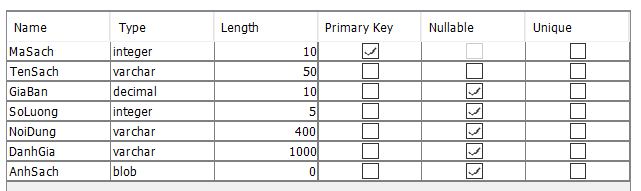 Name Type Length Primary Key Nullable Unique
MaSach integer 10
TenSach varchar 50
GiaBan decimal 10
SoLuong integer 5
NoiDung varchar 400
DanhGia varchar 1000
AnhSach blob 0